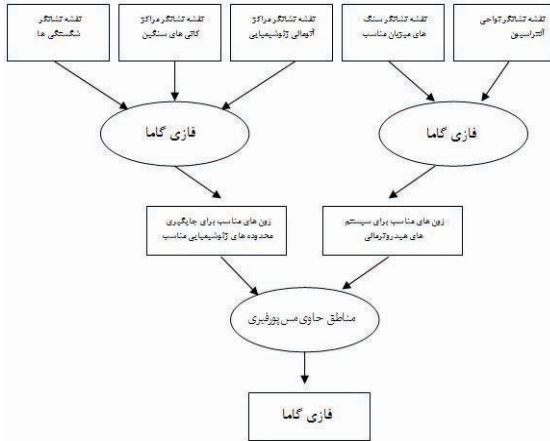 نقشه نشانگر نواحی
آلتراسیون
نقشه نشانگر سنگ
های میزبان مناسب
نقشه نشانگر مراکز
آنومالی ژئوشیمیایی
نقشه نشانگر مراکز
کانی های سنگین
نقشه نشانگر
شکستگی ها
فازی گاما
فازی گاما
زون های مناسب برای سیستم
های هیدروترمالی
زون های مناسب برای جایگیری
محدوده های ژئوشیمیایی مناسب
مناطق حاوی مس پورفیری
فازی گاما